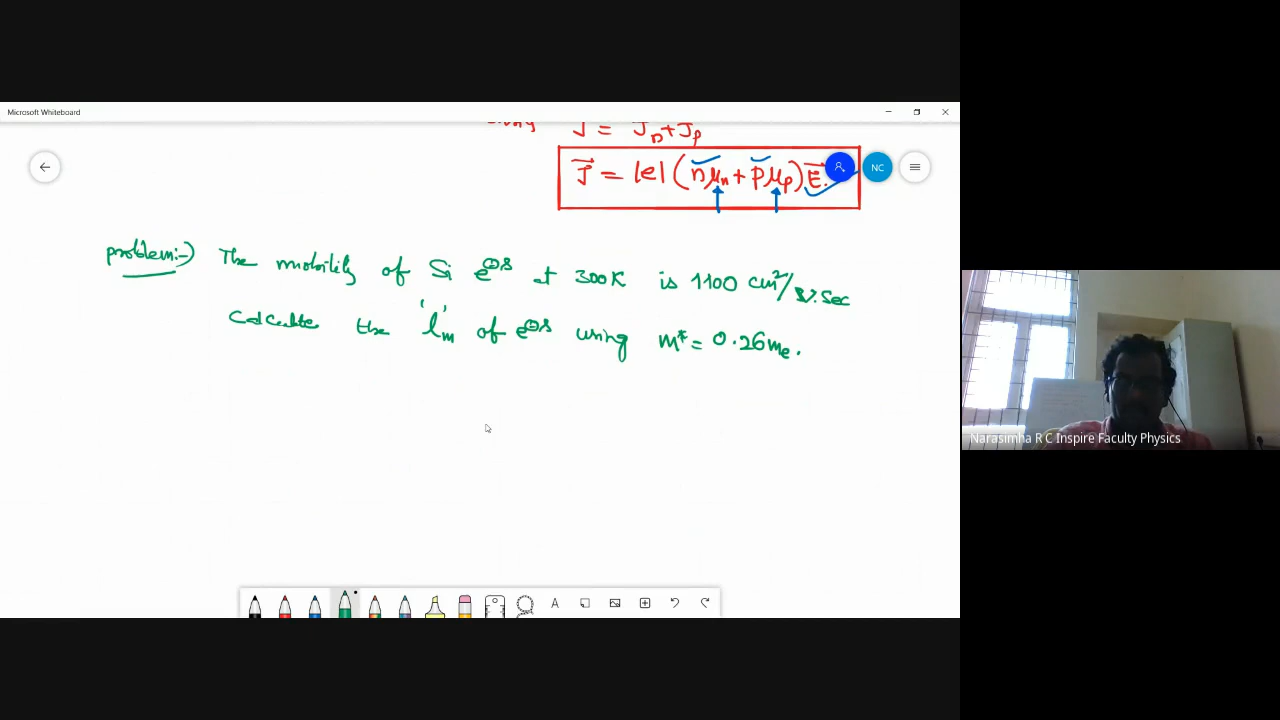 Microsoft Whiteboard
J = Jn + Jp
J⃗ = |e| (nμn + pμp) E⃗.
NC
problem:-) The mobility of Si e⊖s at 300K is 1100 cm²/V.Sec
Calculate the 'lm' of e⊖s using m* = 0.26me.
A
Narasimha R C Inspire Faculty Physics